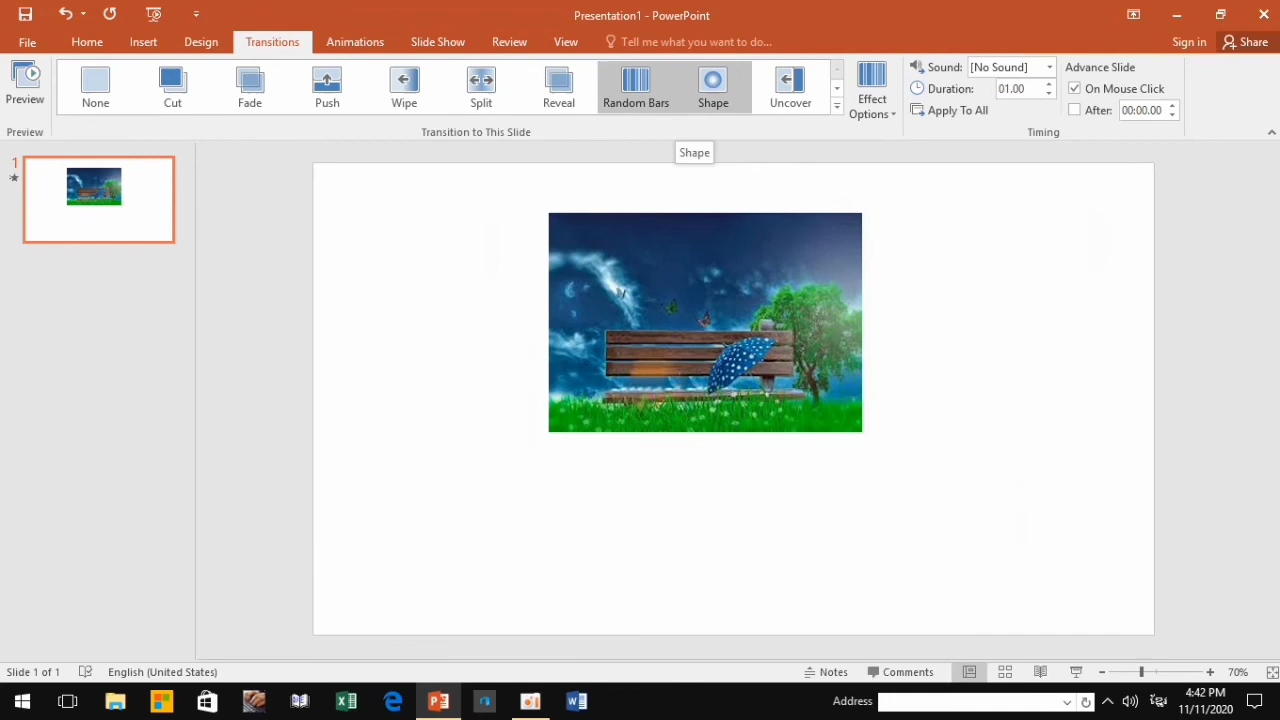 Presentation1 - PowerPoint
File Home Insert Design Transitions Animations Slide Show Review View Tell me what you want to do... Sign in Share
Preview
None Cut Fade Push Wipe Split Reveal Random Bars Shape Uncover
Effect
Options
Sound: [No Sound]
Duration: 01.00
Apply To All
Advance Slide
On Mouse Click
After: 00:00.00
Preview Transition to This Slide Timing
Shape
1
Slide 1 of 1 English (United States) Notes Comments 70%
Address
4:42 PM
11/11/2020